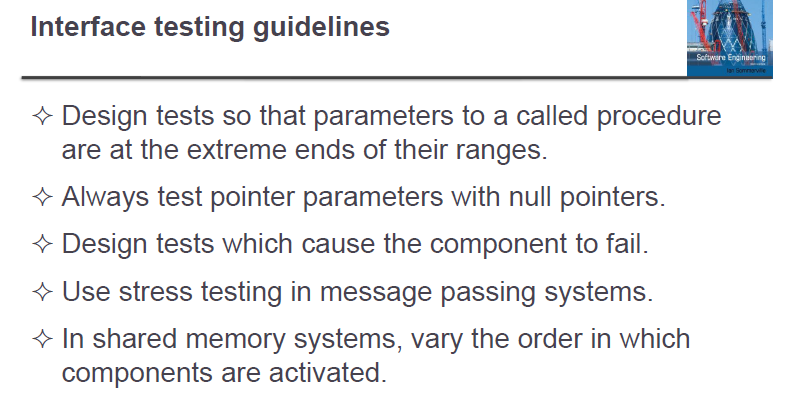 Interface testing guidelines
Software Engineering
Ian Sommerville
✧ Design tests so that parameters to a called procedure
are at the extreme ends of their ranges.
✧ Always test pointer parameters with null pointers.
✧ Design tests which cause the component to fail.
✧ Use stress testing in message passing systems.
✧ In shared memory systems, vary the order in which
components are activated.